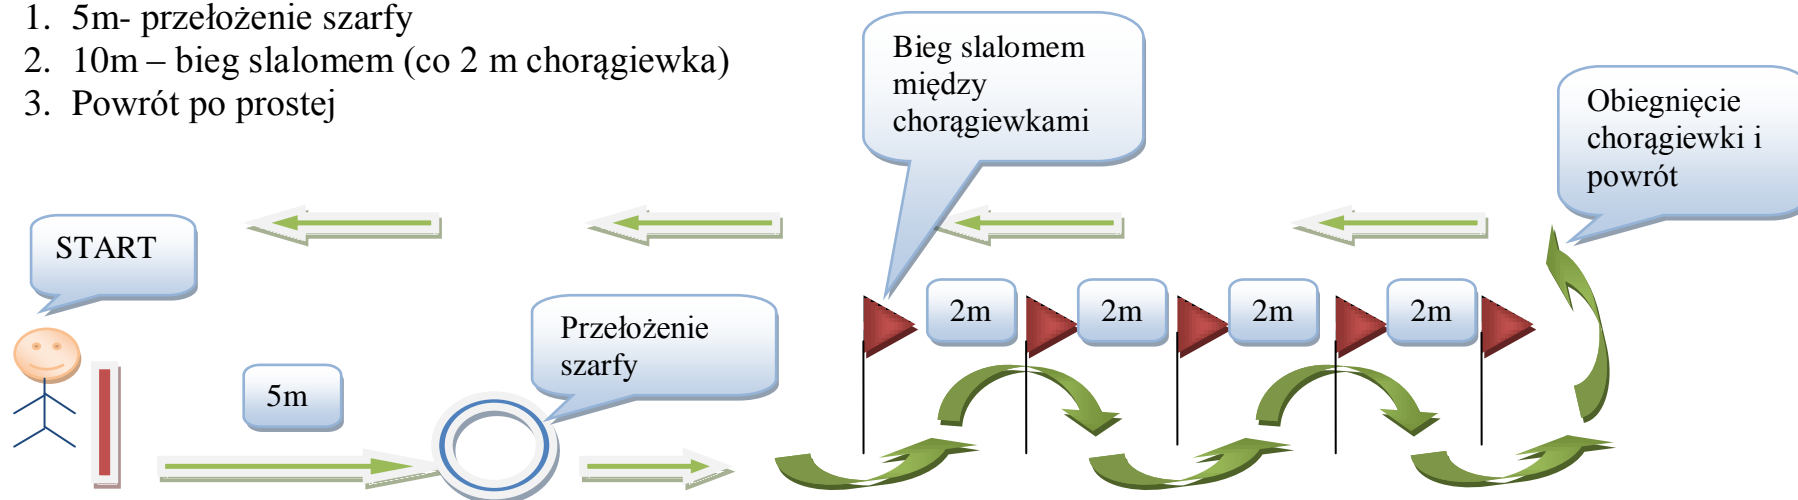 1. 5m- przełożenie szarfy
2. 10m – bieg slalomem (co 2 m chorągiewka)
3. Powrót po prostej
Bieg slalomem
między
chorągiewkami
Obiegnięcie
chorągiewki i
powrót
START
2m
2m
2m
2m
Przełożenie
szarfy
5m